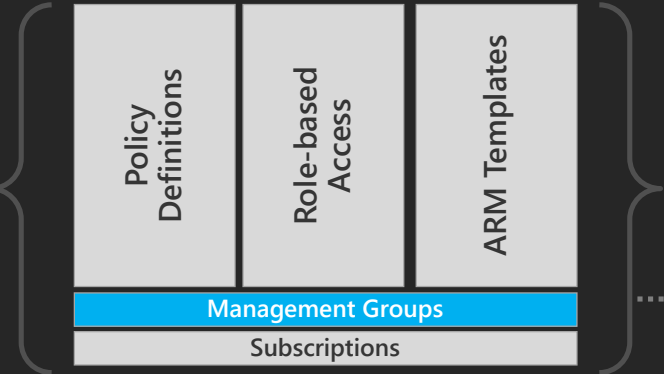 Policy
Definitions
Role-based
Access
ARM Templates
Management Groups
Subscriptions